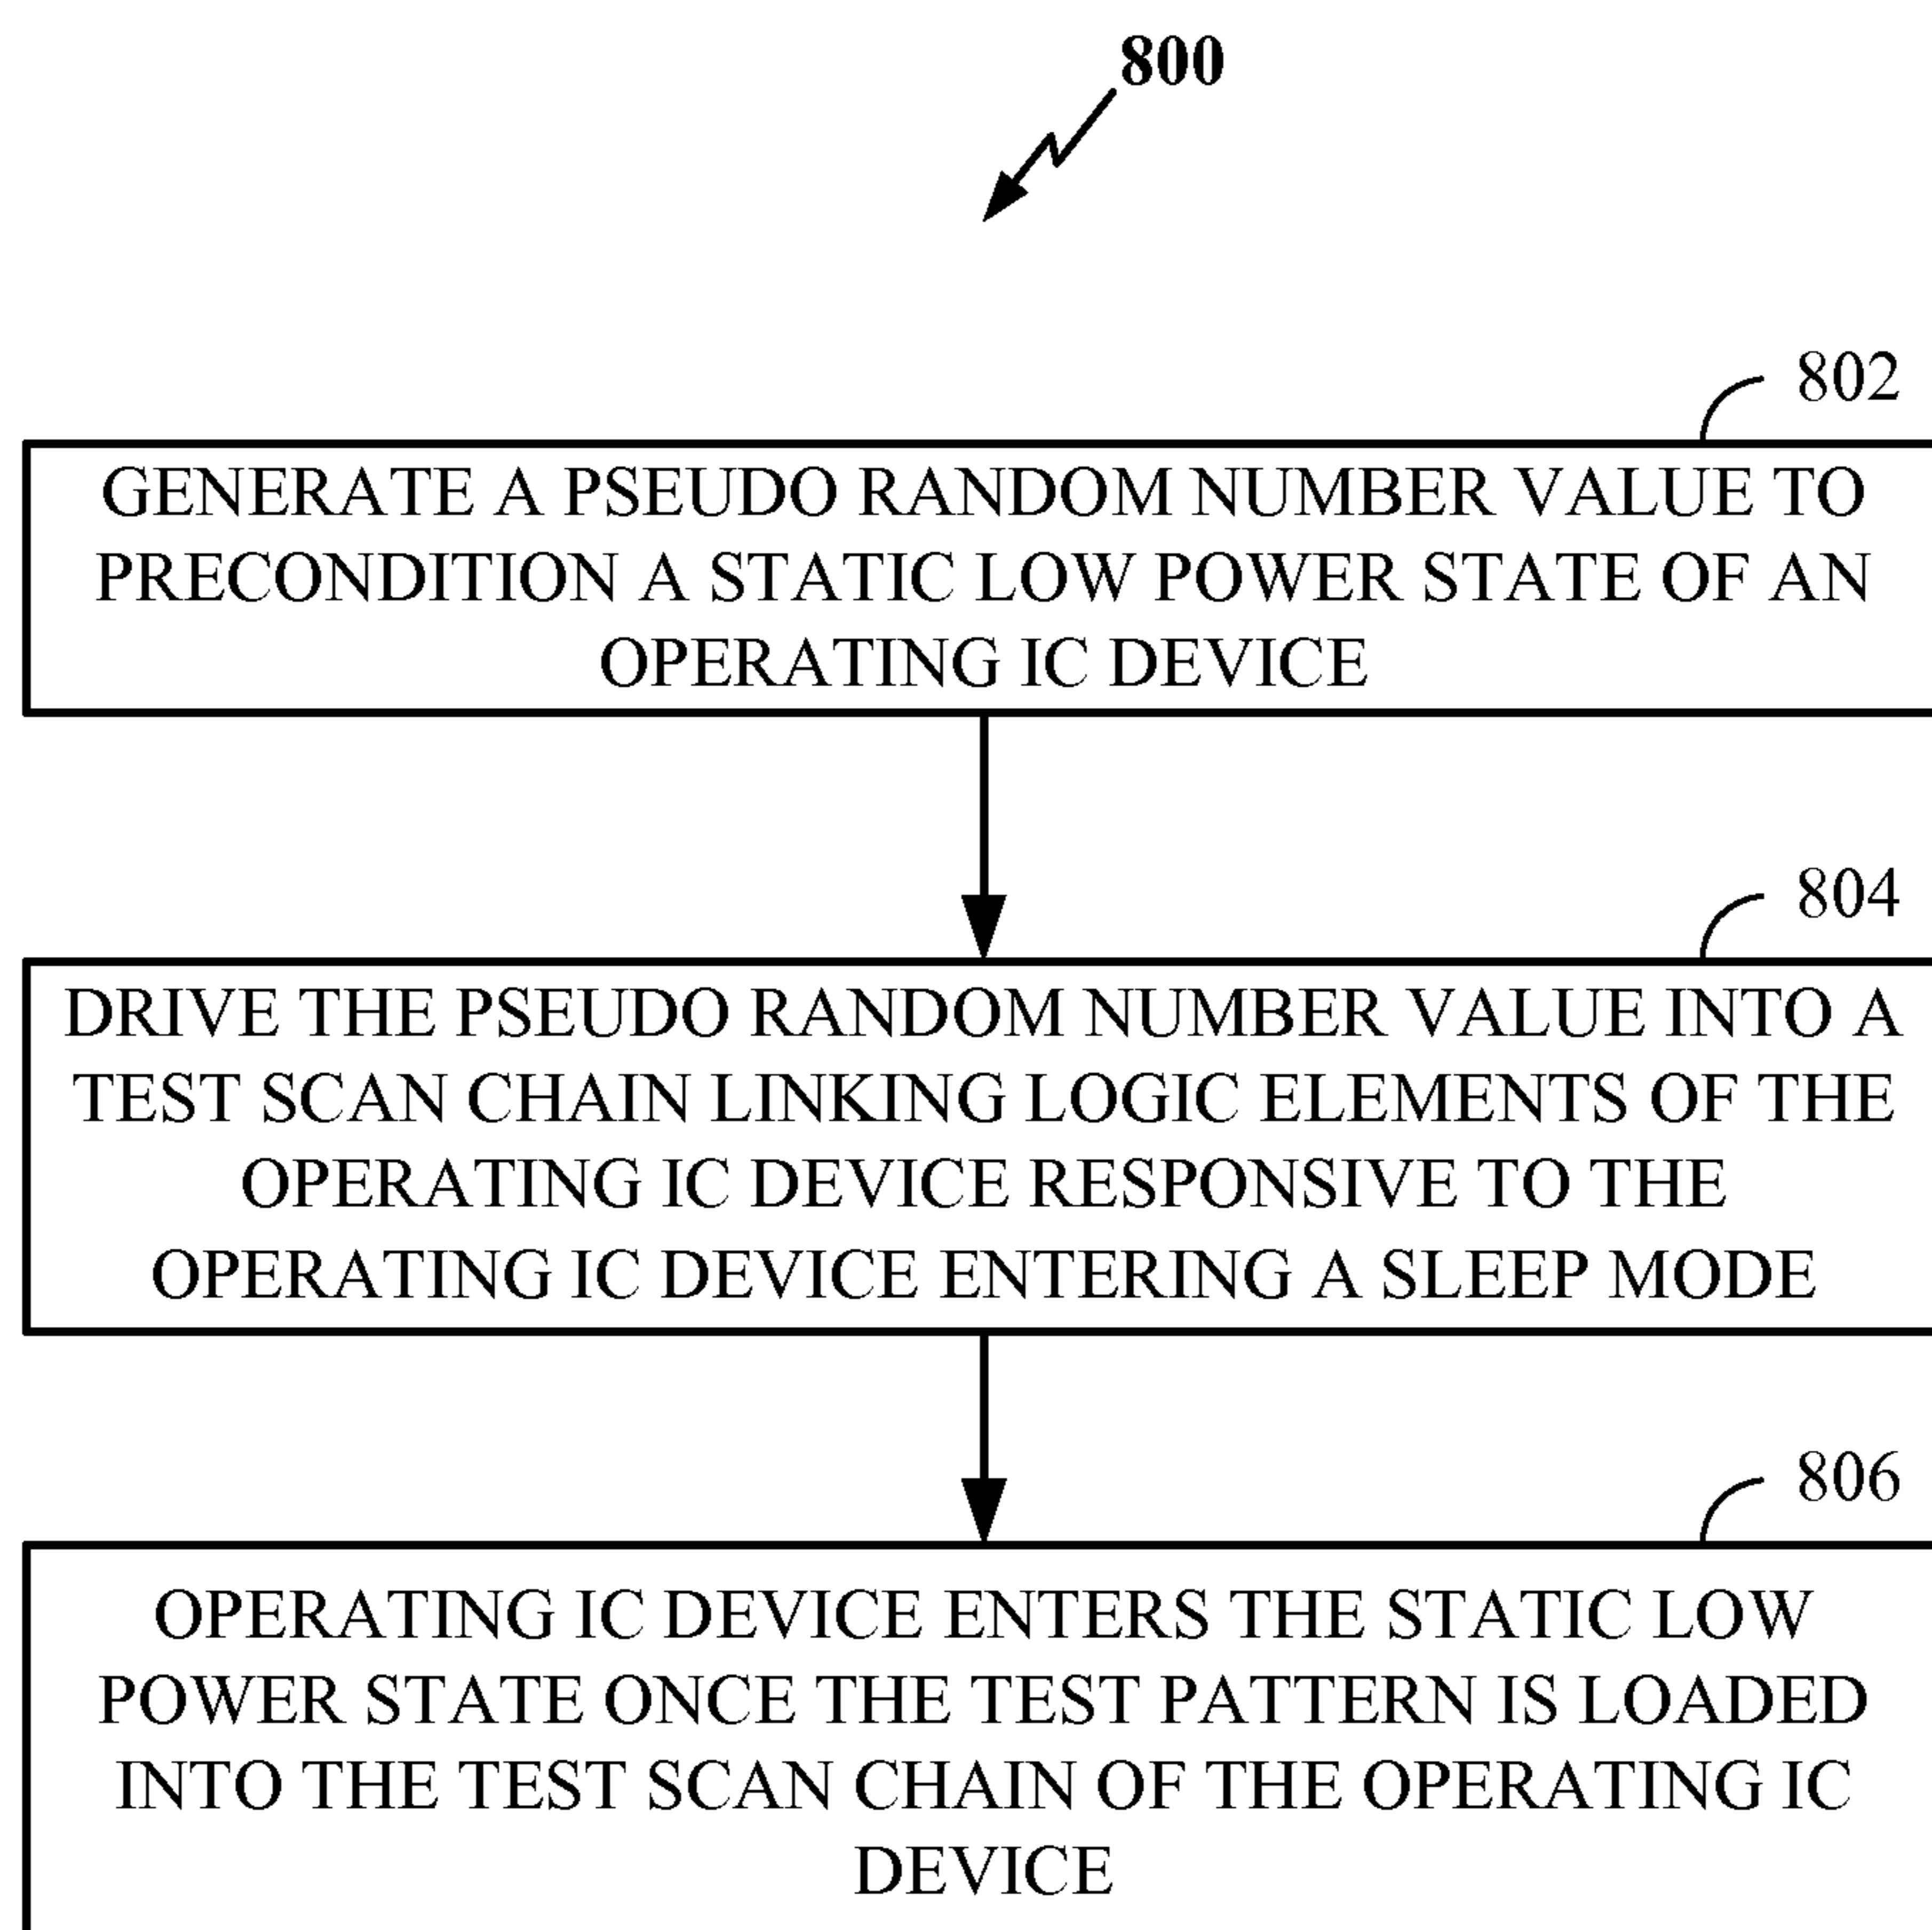 800
802
GENERATE A PSEUDO RANDOM NUMBER VALUE TO
PRECONDITION A STATIC LOW POWER STATE OF AN
OPERATING IC DEVICE
804
DRIVE THE PSEUDO RANDOM NUMBER VALUE INTO A
TEST SCAN CHAIN LINKING LOGIC ELEMENTS OF THE
OPERATING IC DEVICE RESPONSIVE TO THE
OPERATING IC DEVICE ENTERING A SLEEP MODE
806
OPERATING IC DEVICE ENTERS THE STATIC LOW
POWER STATE ONCE THE TEST PATTERN IS LOADED
INTO THE TEST SCAN CHAIN OF THE OPERATING IC
DEVICE